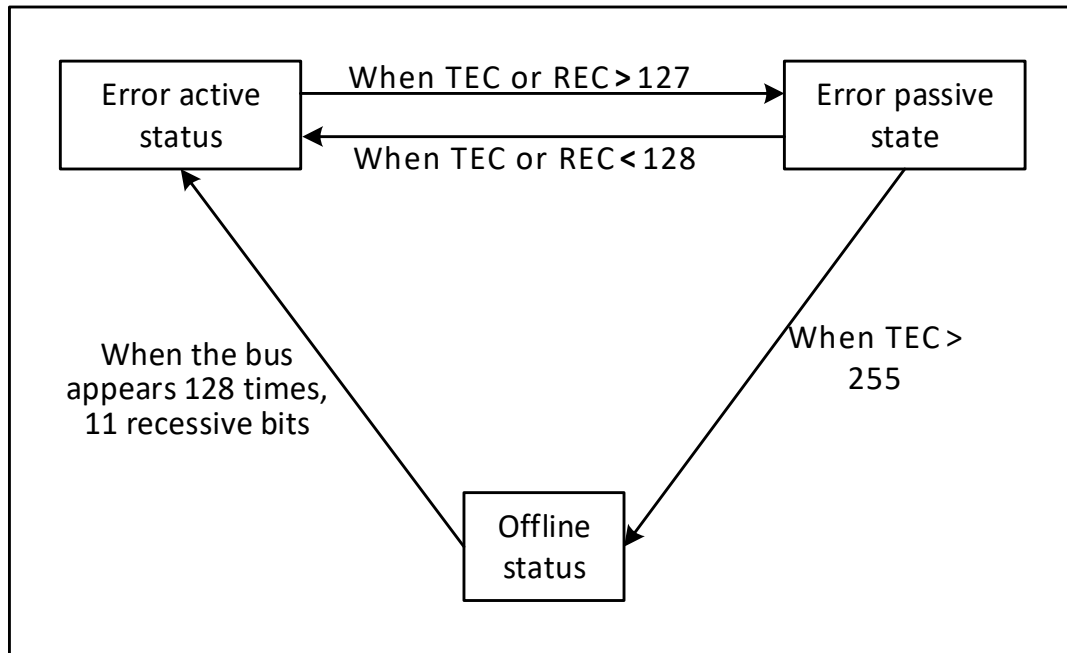 Error active
status
When TEC or REC>127
When TEC or REC<128
Error passive
state
When the bus
appears 128 times,
11 recessive bits
When TEC>
255
Offline
status